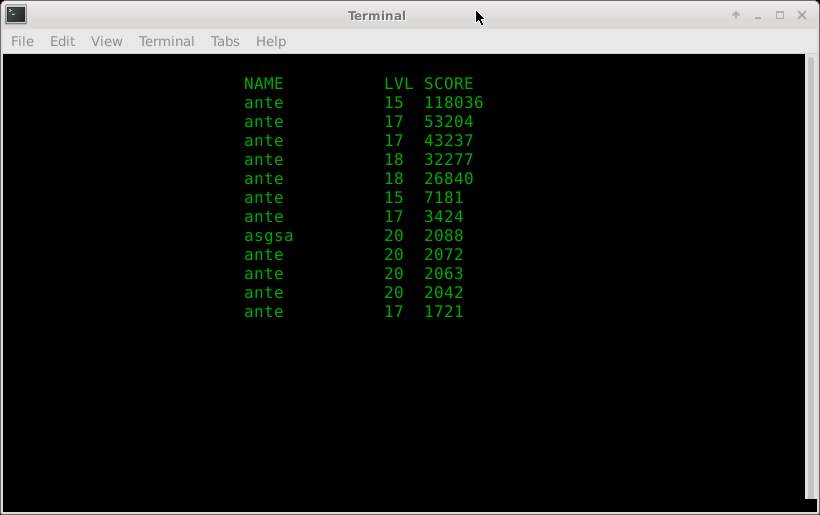 Terminal
File Edit View Terminal Tabs Help
NAME LVL SCORE
ante 15 118036
ante 17 53204
ante 17 43237
ante 18 32277
ante 18 26840
ante 15 7181
ante 17 3424
asgsa 20 2088
ante 20 2072
ante 20 2063
ante 20 2042
ante 17 1721